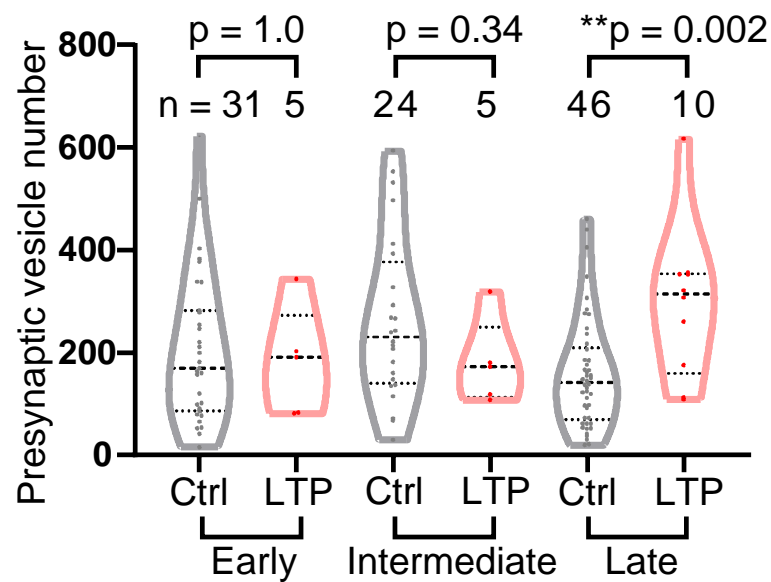 p = 1.0 p = 0.34 **p = 0.002
n = 31 5 24 5 46 10
Presynaptic vesicle number
800
600
400
200
0
Ctrl LTP Ctrl LTP Ctrl LTP
Early Intermediate Late